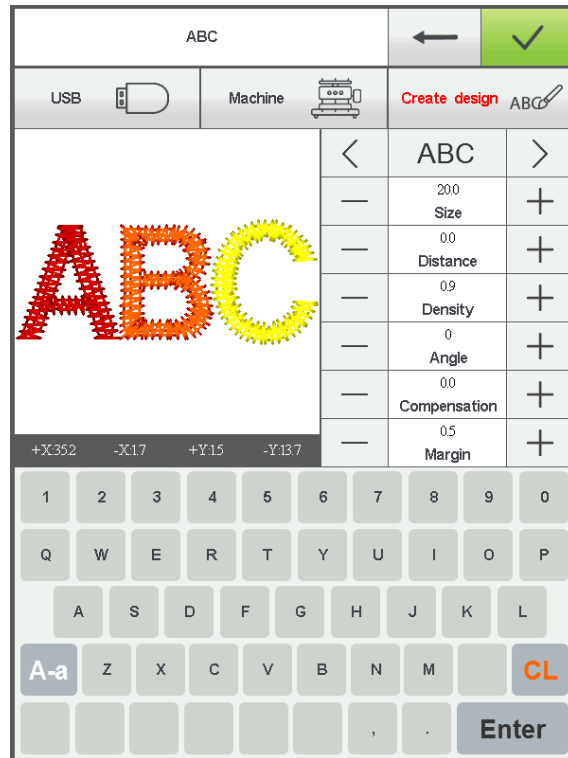 ABC
USB Machine Create design ABC
ABC
ABC
20.0
Size
0.0
Distance
0.9
Density
0
Angle
0.0
Compensation
0.5
Margin
+X:35.2 -X:1.7 +Y:1.5 -Y:13.7
1 2 3 4 5 6 7 8 9 0
Q W E R T Y U I O P
A S D F G H J K L
A-a Z X C V B N M CL
, . Enter